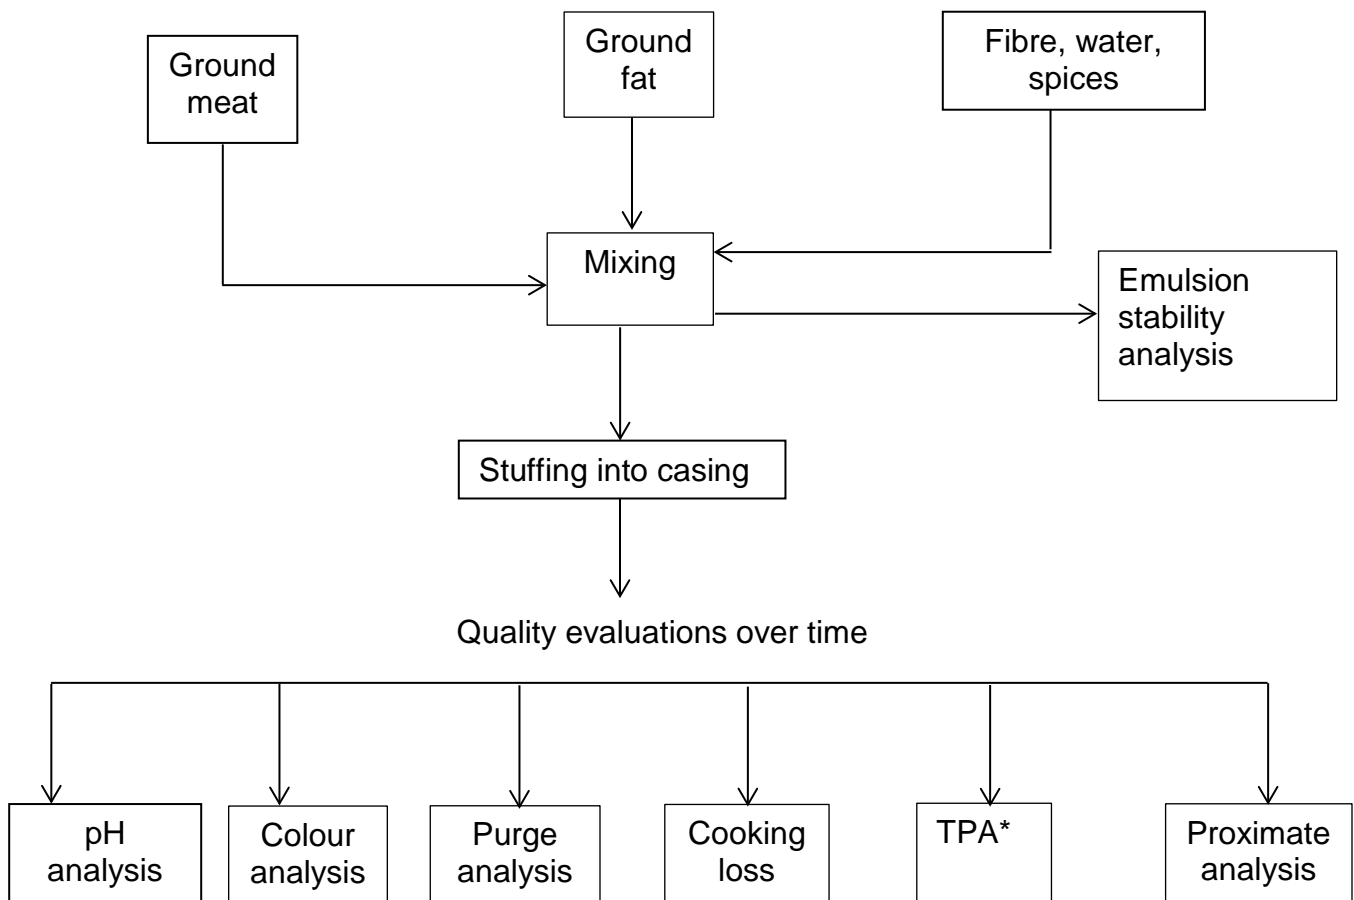 Ground
meat
Ground
fat
Fibre, water,
spices
Mixing
Emulsion
stability
analysis
Stuffing into casing
Quality evaluations over time
pH
analysis
Colour
analysis
Purge
analysis
Cooking
loss
TPA*
Proximate
analysis